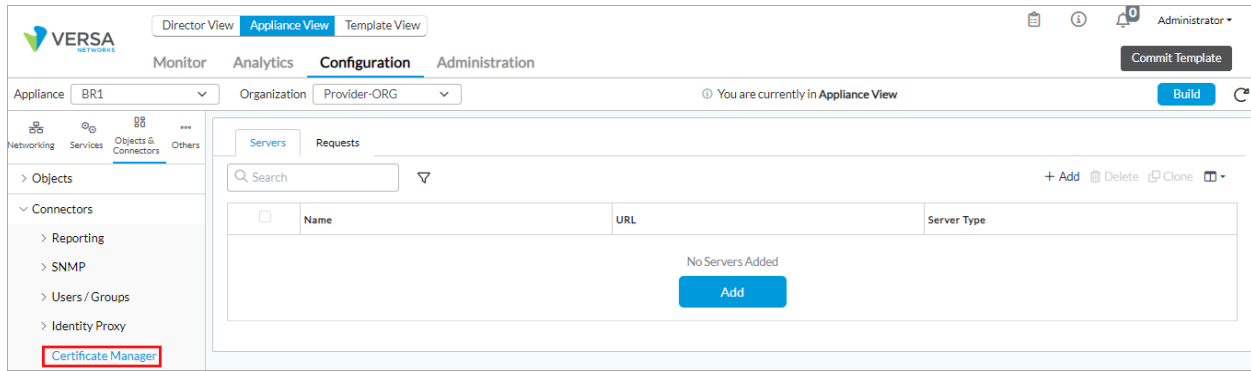 Director View Appliance View Template View
0
Administrator
VERSA
NETWORKS
Monitor Analytics Configuration Administration
Commit Template
Appliance BR1 Organization Provider-ORG You are currently in Appliance View Build
Networking Services Objects & Connectors Others
Servers Requests
> Objects
Search
+ Add Delete Clone
Connectors
Name URL Server Type
> Reporting
> SNMP
No Servers Added
Add
> Users / Groups
> Identity Proxy
Certificate Manager